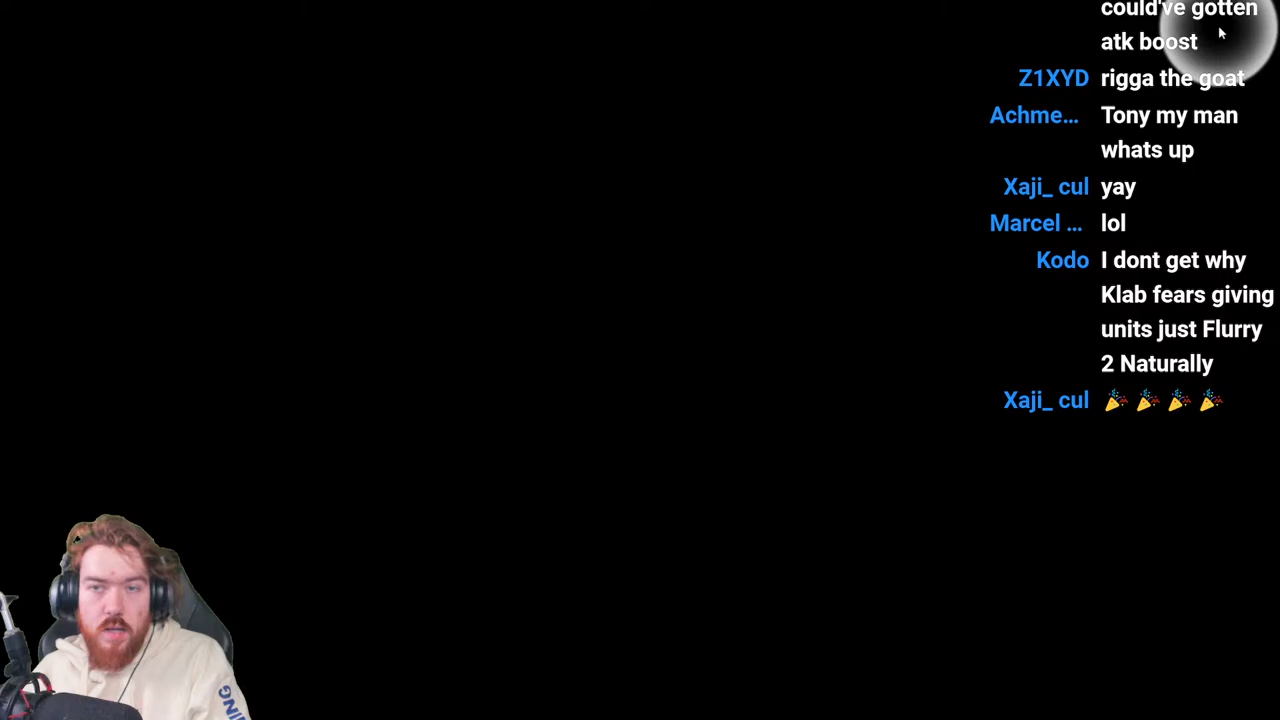 could've gotten
atk boost
Z1XYD rigga the goat
Achme… Tony my man
whats up
Xaji_ cul yay
Marcel … lol
Kodo I dont get why
Klab fears giving
units just Flurry
2 Naturally
Xaji_ cul 🎉 🎉 🎉 🎉
ING